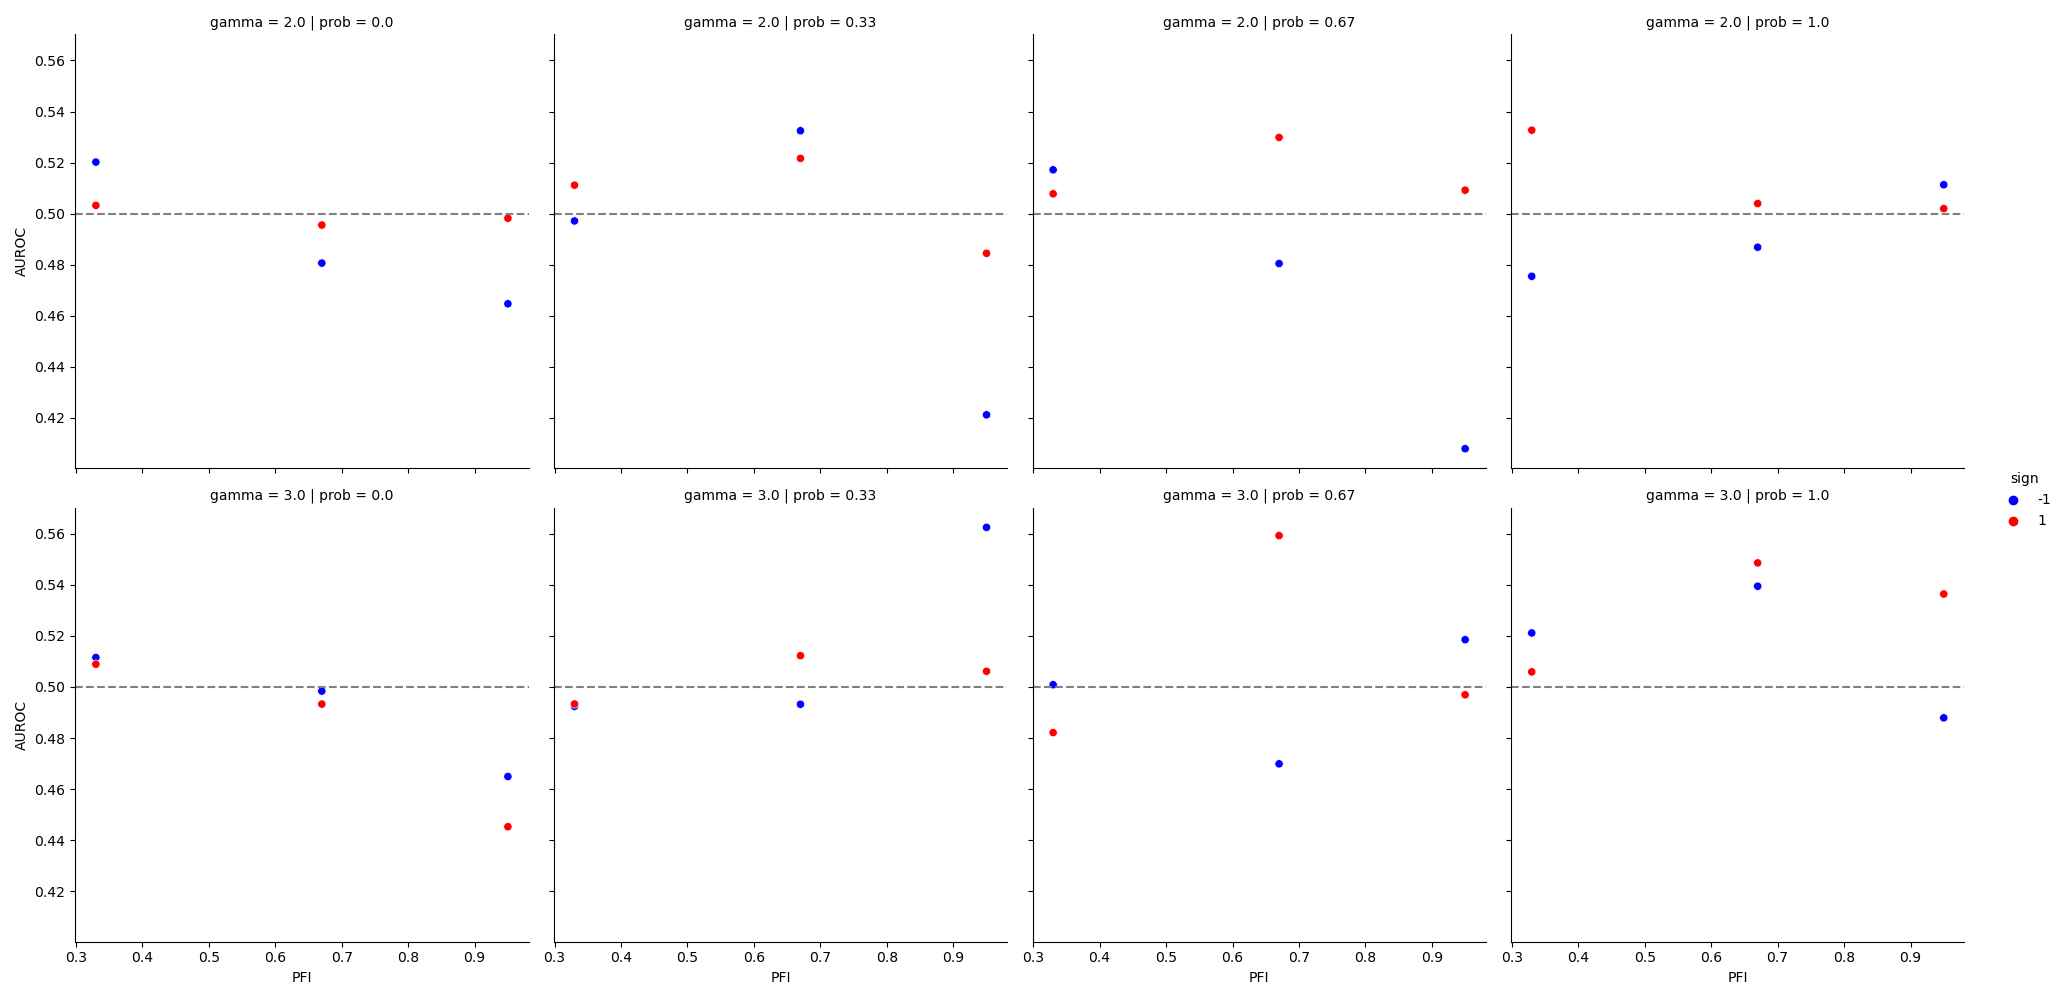 gamma = 2.0 | prob = 0.0
gamma = 2.0 | prob = 0.33
gamma = 2.0 | prob = 0.67
gamma = 2.0 | prob = 1.0
AUROC
0.56
0.54
0.52
0.50
0.48
0.46
0.44
0.42
gamma = 3.0 | prob = 0.0
gamma = 3.0 | prob = 0.33
gamma = 3.0 | prob = 0.67
gamma = 3.0 | prob = 1.0
AUROC
0.56
0.54
0.52
0.50
0.48
0.46
0.44
0.42
0.3 0.4 0.5 0.6 0.7 0.8 0.9
PFI
0.3 0.4 0.5 0.6 0.7 0.8 0.9
PFI
0.3 0.4 0.5 0.6 0.7 0.8 0.9
PFI
0.3 0.4 0.5 0.6 0.7 0.8 0.9
PFI
sign
-1
1